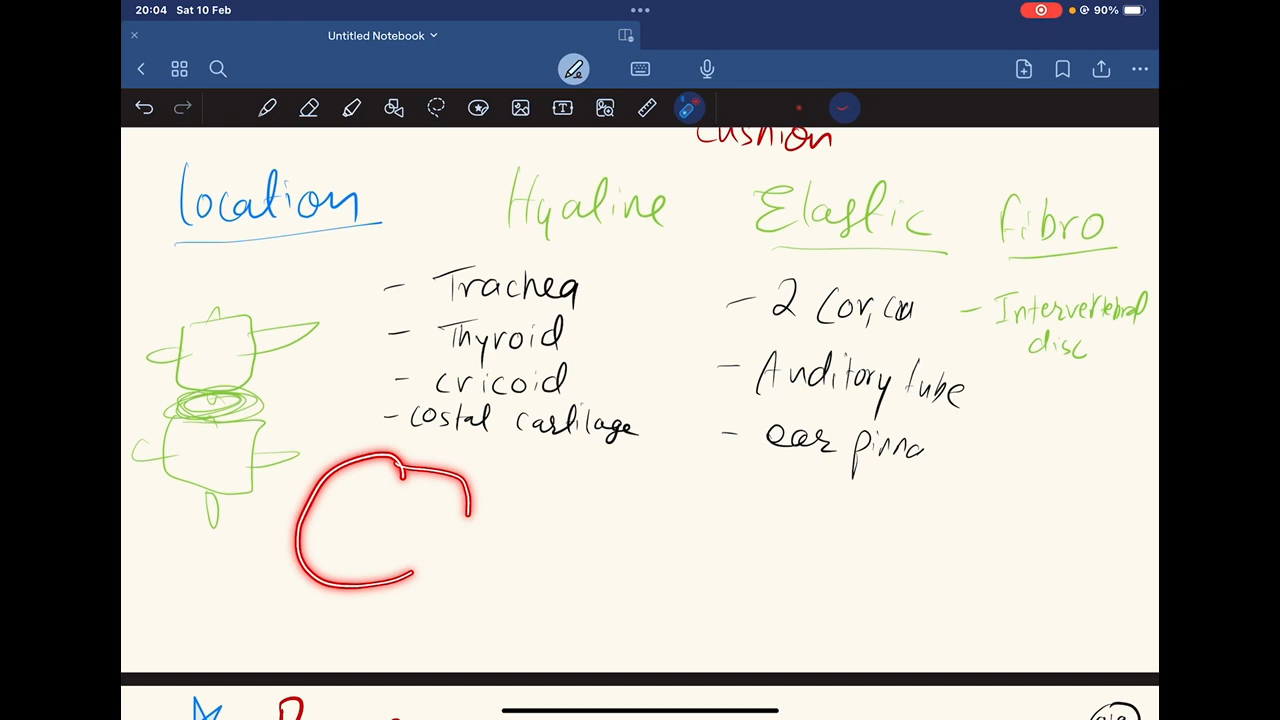 20:04 Sat 10 Feb
90%
Untitled Notebook
Cushion
Location Hyaline Elastic Fibro
- Trachea
- Thyroid
- cricoid
- costal cartilage
- 2 Cor, cu
- Auditory tube
- ear pinna
- Intervertebral
disc